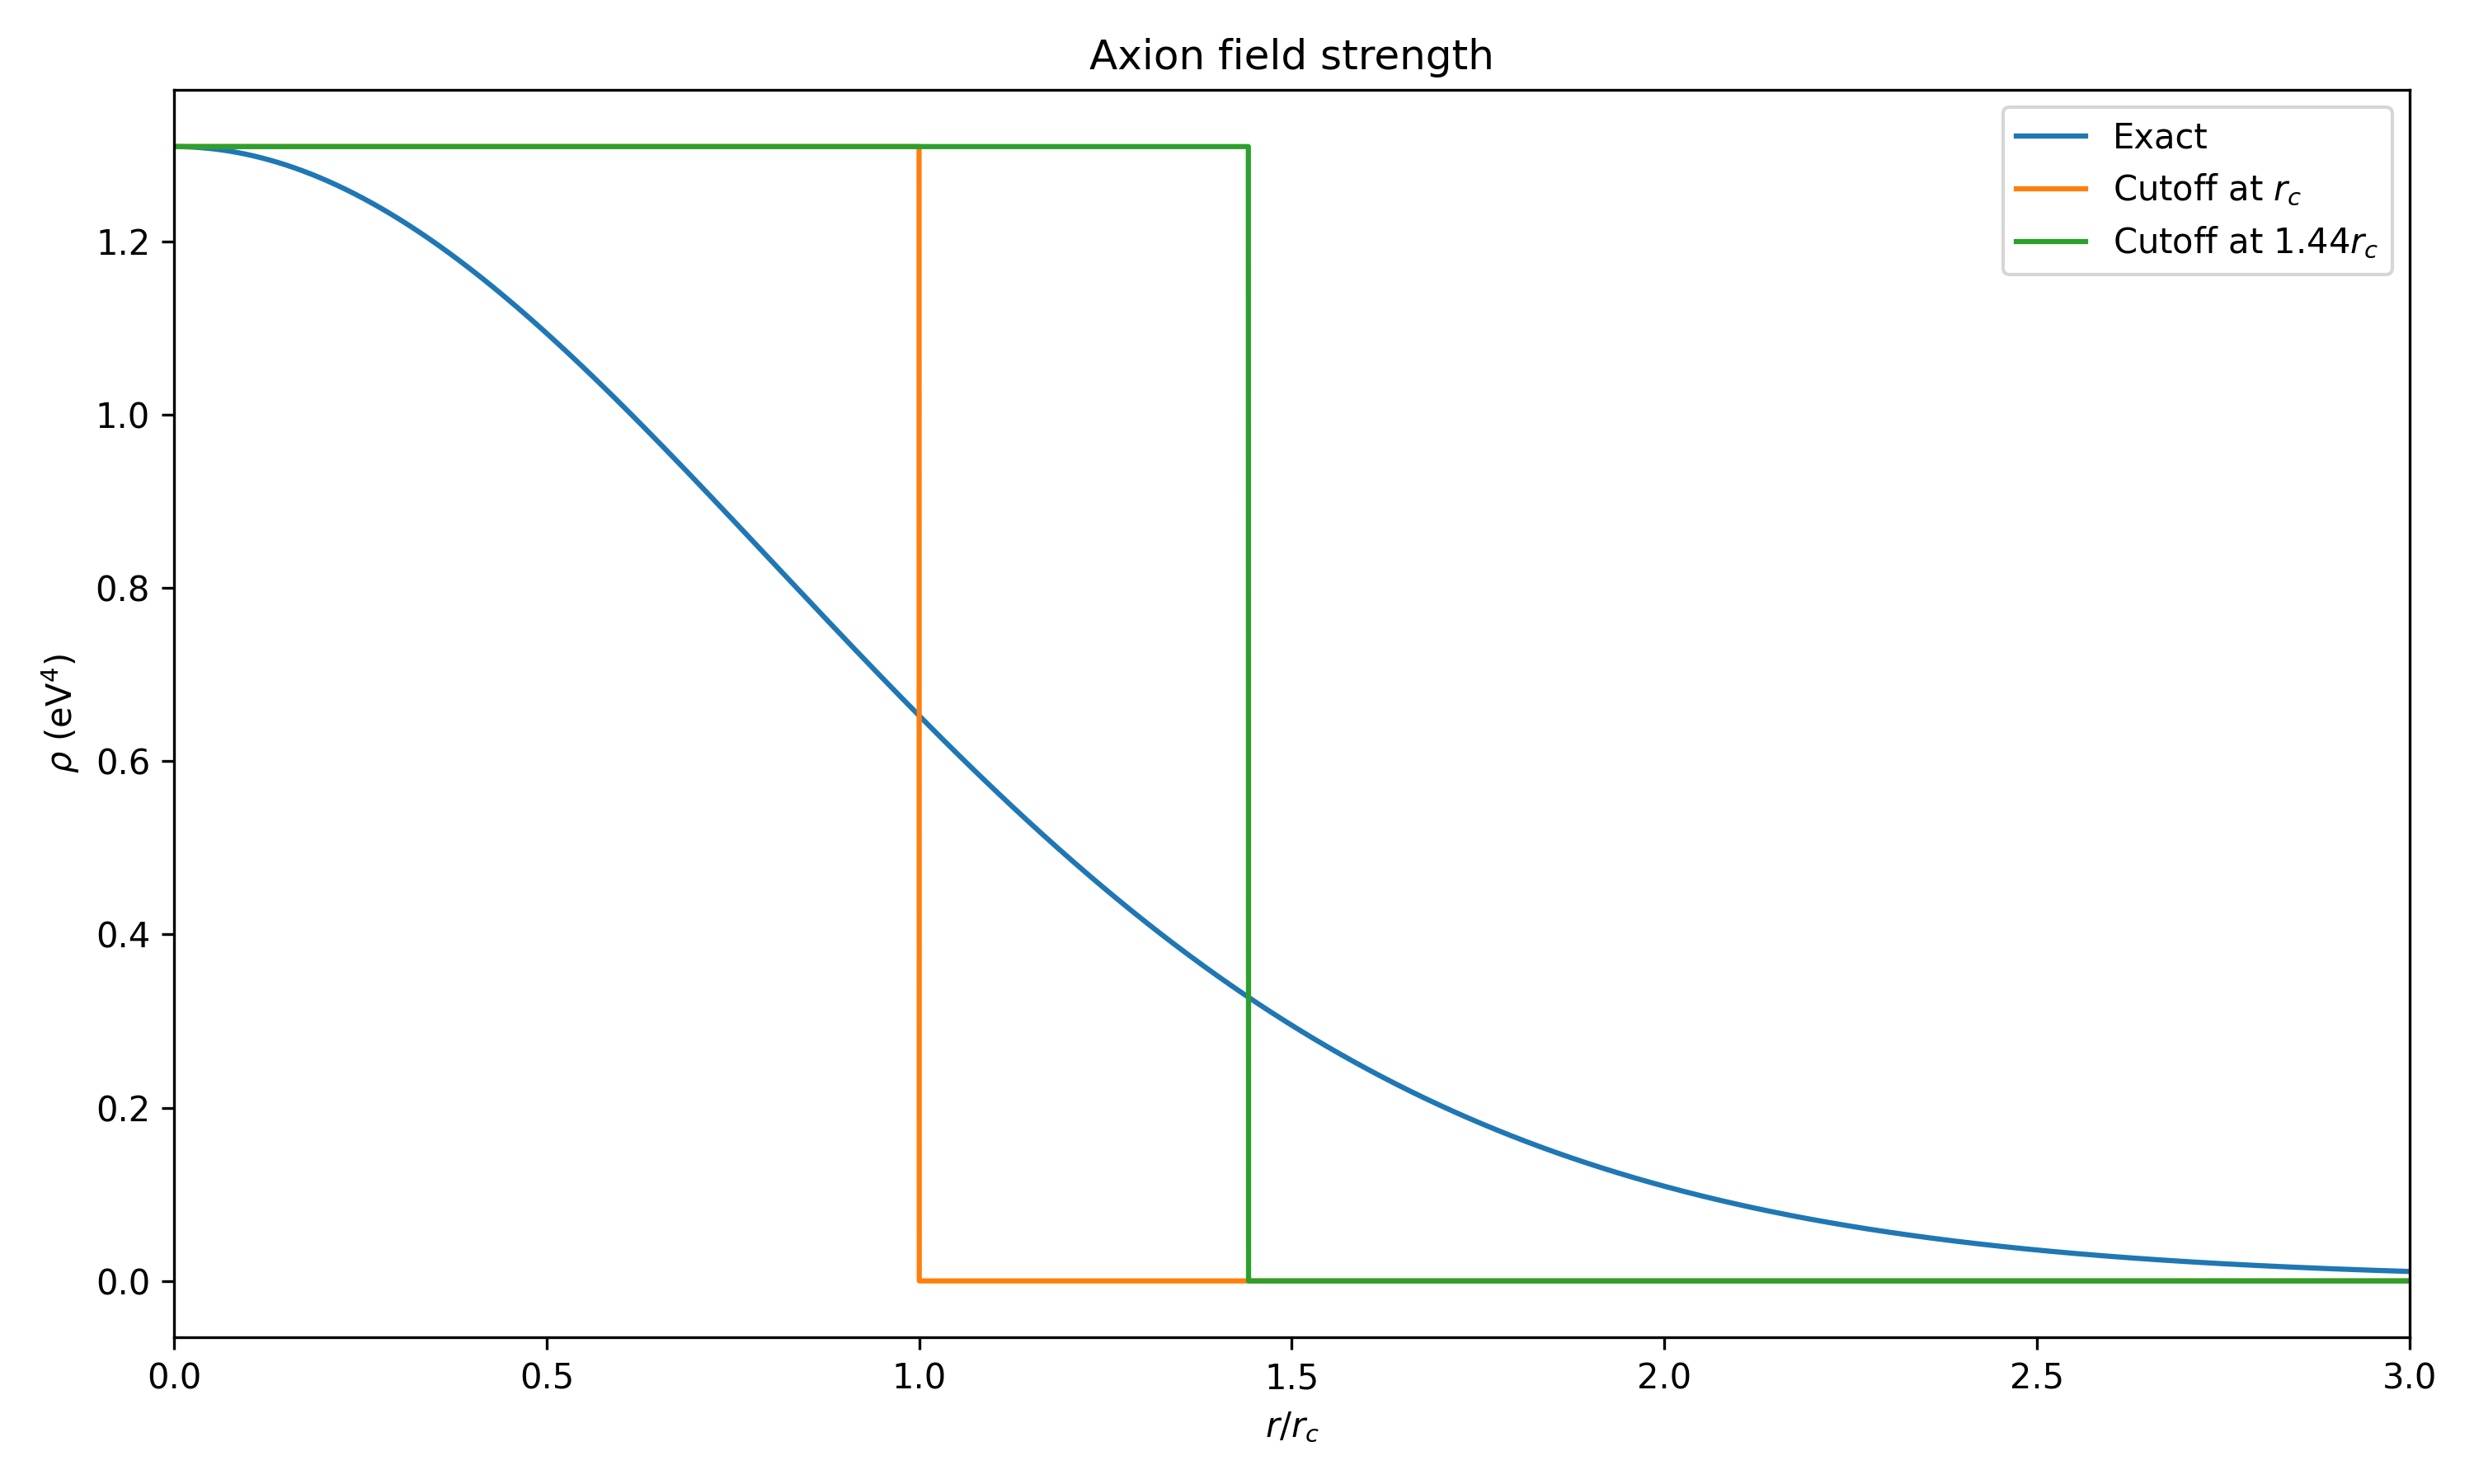 Axion field strength
Exact
Cutoff at r_c
Cutoff at 1.44r_c
ρ (eV⁴)
1.2
1.0
0.8
0.6
0.4
0.2
0.0
0.0 0.5 1.0 1.5 2.0 2.5 3.0
r/r_c